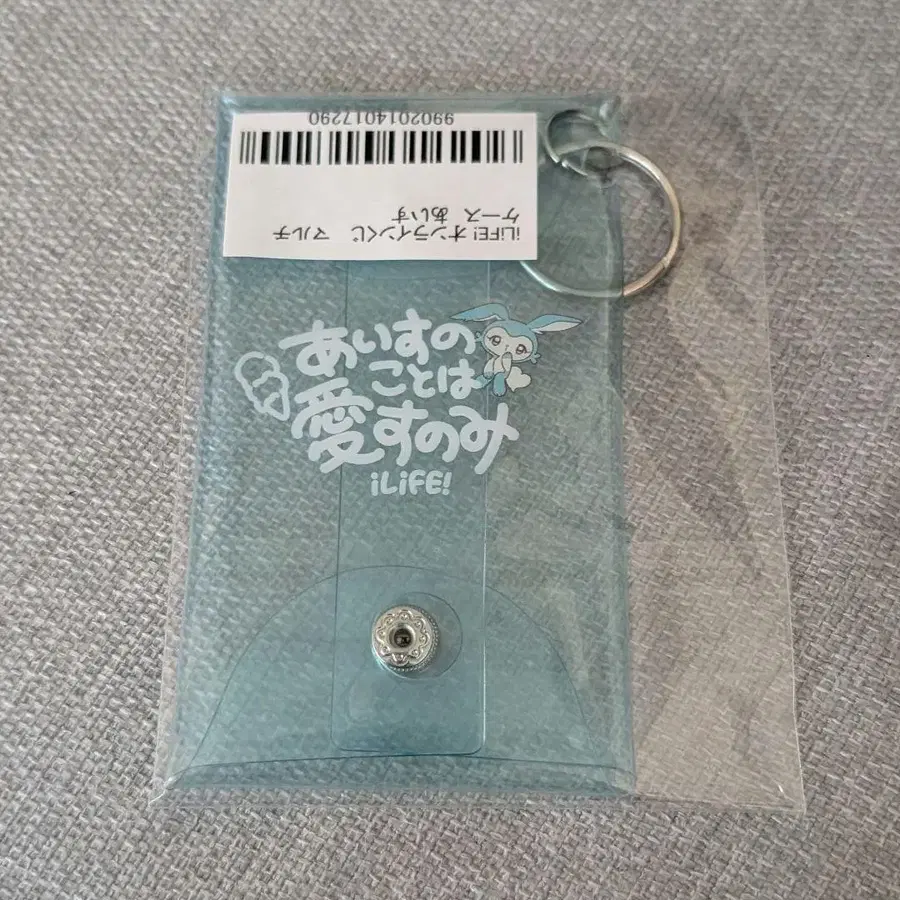 9902014017290
iLiFE! オンラインくじ マルチ
ケース あいす
あいすの
ことは
愛すのみ
iLiFE!